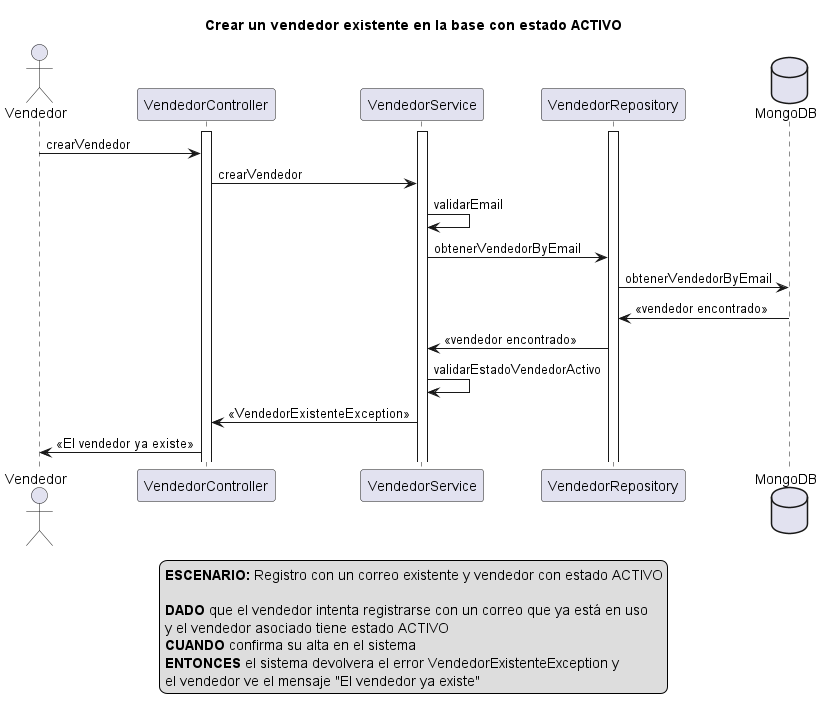 Crear un vendedor existente en la base con estado ACTIVO
Vendedor
VendedorController
VendedorService
VendedorRepository
MongoDB
crearVendedor
crearVendedor
validarEmail
obtenerVendedorByEmail
obtenerVendedorByEmail
«vendedor encontrado»
«vendedor encontrado»
validarEstadoVendedorActivo
«VendedorExistenteException»
«El vendedor ya existe»
Vendedor
VendedorController
VendedorService
VendedorRepository
MongoDB
ESCENARIO: Registro con un correo existente y vendedor con estado ACTIVO
DADO que el vendedor intenta registrarse con un correo que ya está en uso
y el vendedor asociado tiene estado ACTIVO
CUANDO confirma su alta en el sistema
ENTONCES el sistema devolvera el error VendedorExistenteException y
el vendedor ve el mensaje "El vendedor ya existe"